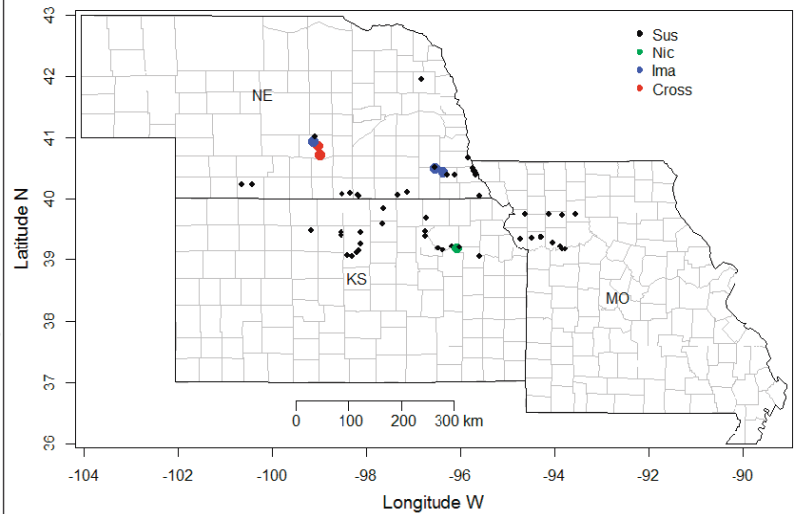 43
42
41
40
39
38
37
36
Latitude N
NE
KS
MO
Sus
Nic
Ima
Cross
0 100 200 300 km
-104 -102 -100 -98 -96 -94 -92 -90
Longitude W